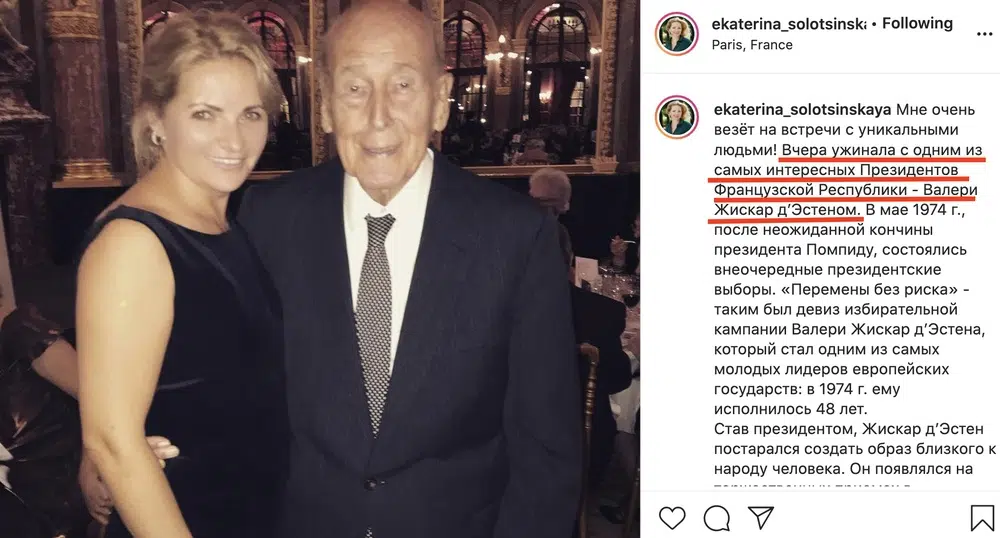 ekaterina_solotsinska • Following
Paris, France
ekaterina_solotsinskaya Мне очень
везёт на встречи с уникальными
людьми! Вчера ужинала с одним из
самых интересных Президентов
Французской Республики - Валери
Жискар д’Эстеном. В мае 1974 г.,
после неожиданной кончины
президента Помпиду, состоялись
внеочередные президентские
выборы. «Перемены без риска» -
таким был девиз избирательной
кампании Валери Жискар д’Эстена,
который стал одним из самых
молодых лидеров европейских
государств: в 1974 г. ему
исполнилось 48 лет.
Став президентом, Жискар д’Эстен
постарался создать образ близкого к
народу человека. Он появлялся на